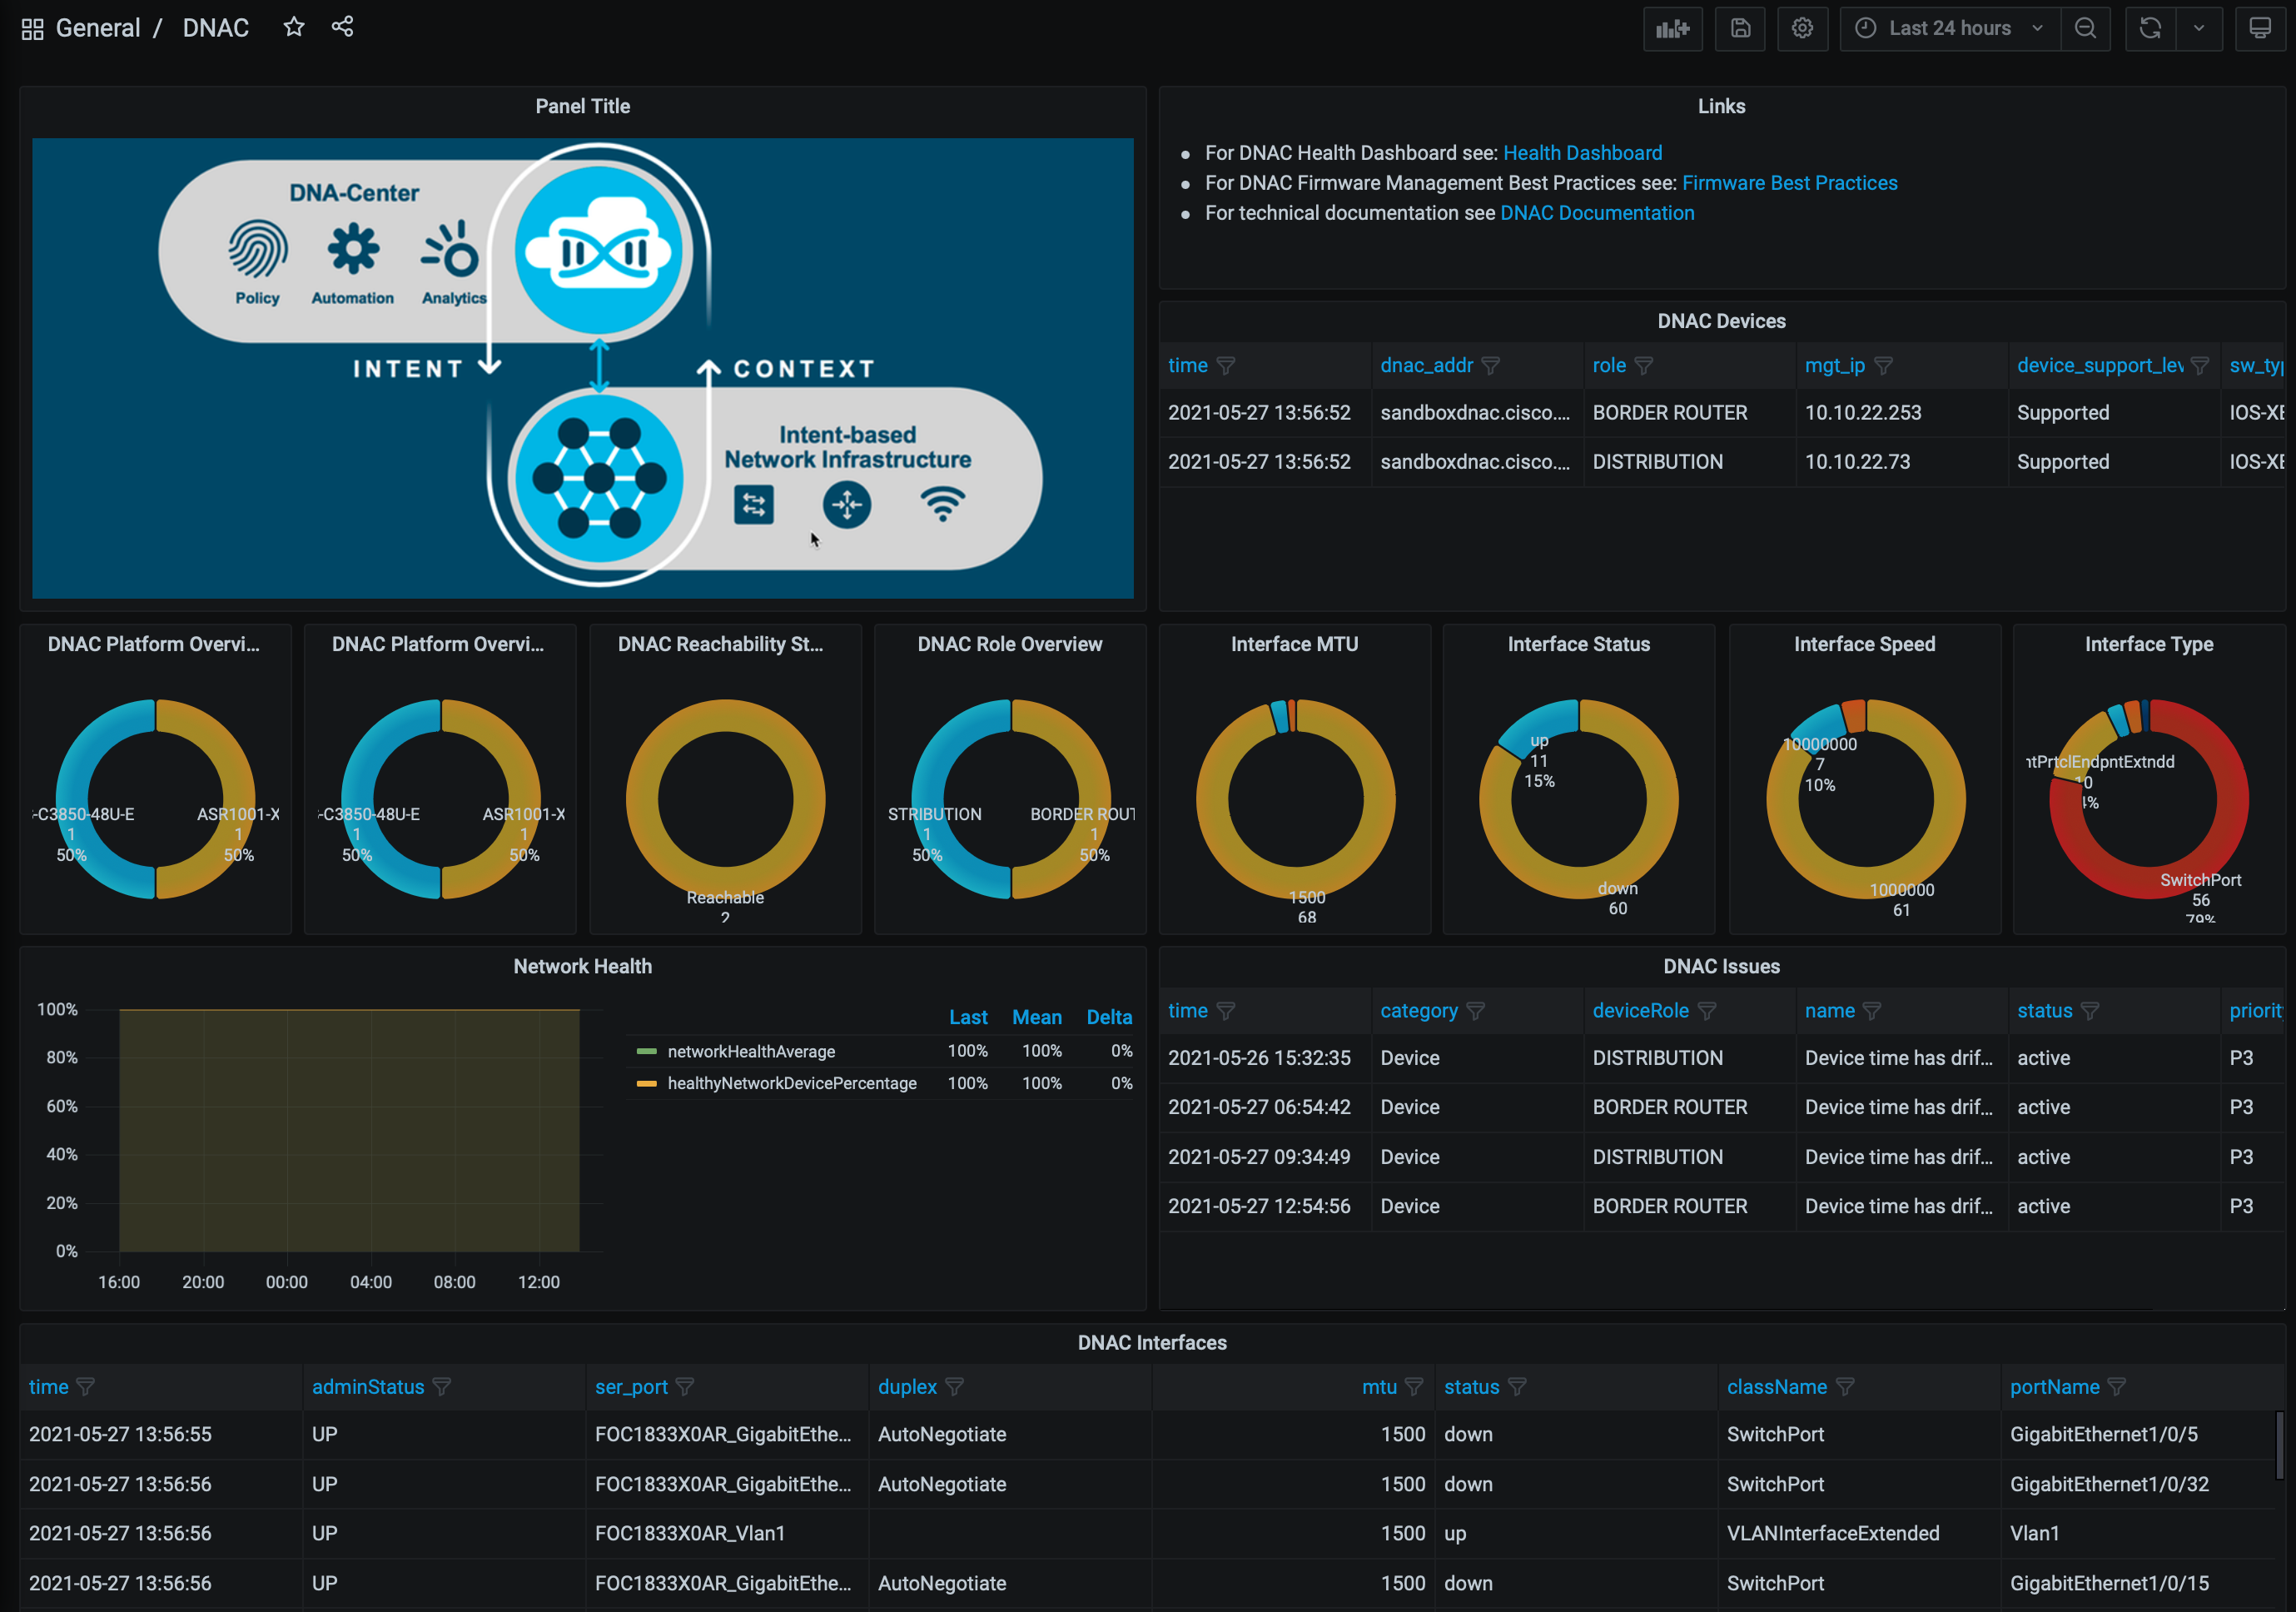 General / DNAC
Last 24 hours
Panel Title
DNA-Center
Policy Automation Analytics
INTENT CONTEXT
Intent-based
Network Infrastructure
Links
For DNAC Health Dashboard see: Health Dashboard
For DNAC Firmware Management Best Practices see: Firmware Best Practices
For technical documentation see DNAC Documentation
DNAC Devices
time dnac_addr role mgt_ip device_support_lev sw_ty
2021-05-27 13:56:52 sandboxdnac.cisco.... BORDER ROUTER 10.10.22.253 Supported IOS-XE
2021-05-27 13:56:52 sandboxdnac.cisco.... DISTRIBUTION 10.10.22.73 Supported IOS-XE
DNAC Platform Overvi...
-C3850-48U-E
1
50%
ASR1001-X
1
50%
DNAC Platform Overvi...
-C3850-48U-E
1
50%
ASR1001-X
1
50%
DNAC Reachability St...
Reachable
2
DNAC Role Overview
STRIBUTION
1
50%
BORDER ROUT
1
50%
Interface MTU
1500
68
Interface Status
up
11
15%
down
60
Interface Speed
10000000
7
10%
1000000
61
Interface Type
ntPrtclEndpntExtndd
10
4%
SwitchPort
56
79%
Network Health
100%
80%
60%
40%
20%
0%
16:00 20:00 00:00 04:00 08:00 12:00
Last Mean Delta
networkHealthAverage 100% 100% 0%
healthyNetworkDevicePercentage 100% 100% 0%
DNAC Issues
time category deviceRole name status priorit
2021-05-26 15:32:35 Device DISTRIBUTION Device time has drif... active P3
2021-05-27 06:54:42 Device BORDER ROUTER Device time has drif... active P3
2021-05-27 09:34:49 Device DISTRIBUTION Device time has drif... active P3
2021-05-27 12:54:56 Device BORDER ROUTER Device time has drif... active P3
DNAC Interfaces
time adminStatus ser_port duplex mtu status className portName
2021-05-27 13:56:55 UP FOC1833X0AR_GigabitEthe... AutoNegotiate 1500 down SwitchPort GigabitEthernet1/0/5
2021-05-27 13:56:56 UP FOC1833X0AR_GigabitEthe... AutoNegotiate 1500 down SwitchPort GigabitEthernet1/0/32
2021-05-27 13:56:56 UP FOC1833X0AR_Vlan1 1500 up VLANInterfaceExtended Vlan1
2021-05-27 13:56:56 UP FOC1833X0AR_GigabitEthe... AutoNegotiate 1500 down SwitchPort GigabitEthernet1/0/15